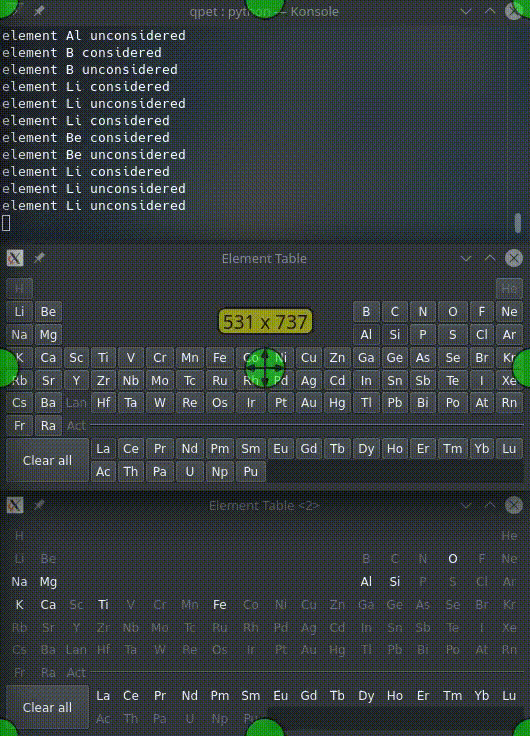 qpet : python — Konsole
element Al unconsidered
element B considered
element B unconsidered
element Li considered
element Li unconsidered
element Li considered
element Be considered
element Be unconsidered
element Li considered
element Li unconsidered
element Li unconsidered
Element Table
H He
Li Be B C N O F Ne
Na Mg Al Si P S Cl Ar
K Ca Sc Ti V Cr Mn Fe Co Ni Cu Zn Ga Ge As Se Br Kr
Rb Sr Y Zr Nb Mo Tc Ru Rh Pd Ag Cd In Sn Sb Te I Xe
Cs Ba Lan Hf Ta W Re Os Ir Pt Au Hg Tl Pb Bi Po At Rn
Fr Ra Act
Clear all
La Ce Pr Nd Pm Sm Eu Gd Tb Dy Ho Er Tm Yb Lu
Ac Th Pa U Np Pu
531 x 737
Element Table <2>
H He
Li Be B C N O F Ne
Na Mg Al Si P S Cl Ar
K Ca Sc Ti V Cr Mn Fe Co Ni Cu Zn Ga Ge As Se Br Kr
Rb Sr Y Zr Nb Mo Tc Ru Rh Pd Ag Cd In Sn Sb Te I Xe
Cs Ba Lan Hf Ta W Re Os Ir Pt Au Hg Tl Pb Bi Po At Rn
Fr Ra Act
Clear all
La Ce Pr Nd Pm Sm Eu Gd Tb Dy Ho Er Tm Yb Lu
Ac Th Pa U Np Pu